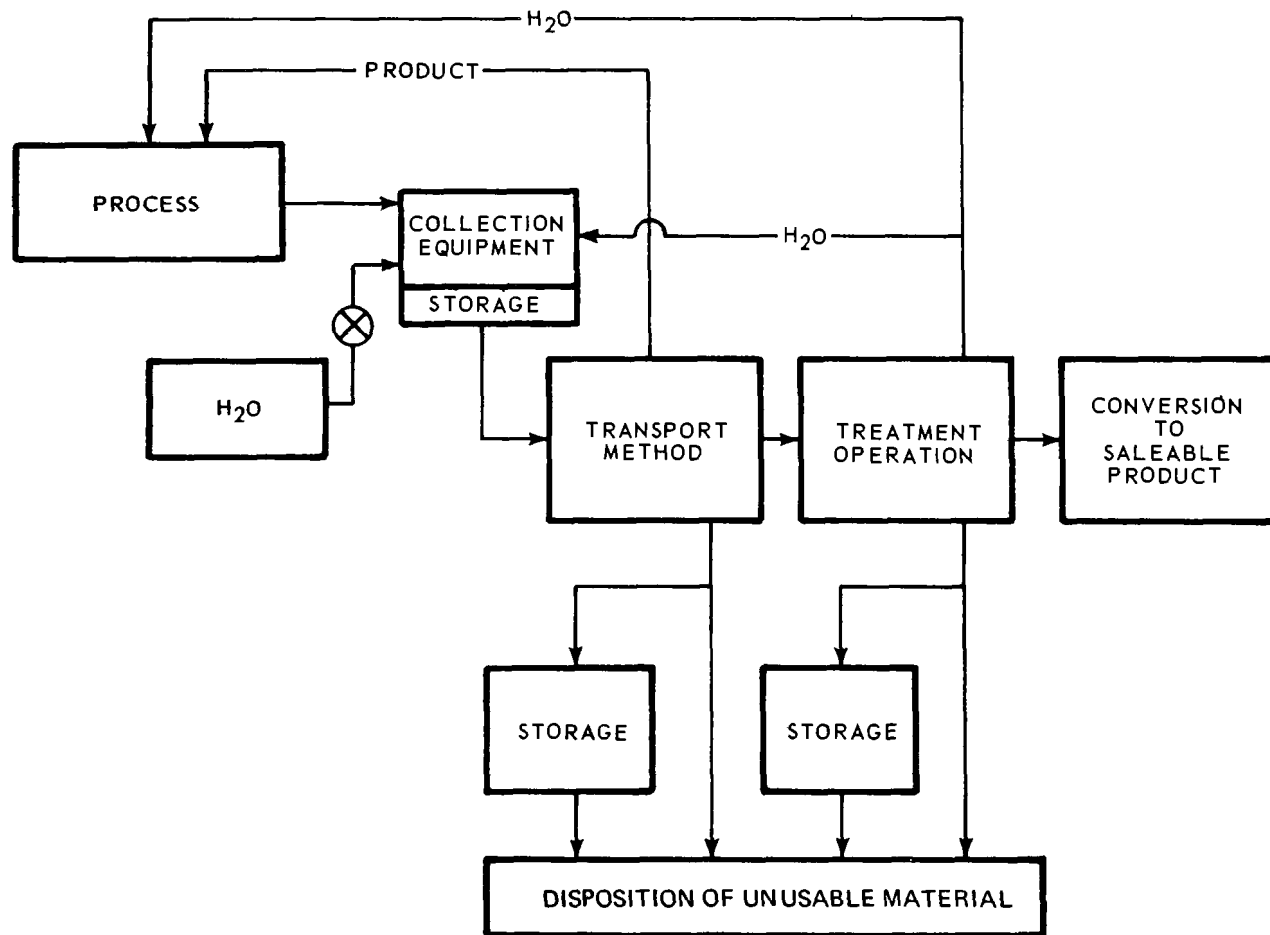 H2O
PRODUCT
PROCESS
COLLECTION
EQUIPMENT
H2O
STORAGE
H2O
TRANSPORT
METHOD
TREATMENT
OPERATION
CONVERSION
TO
SALEABLE
PRODUCT
STORAGE
STORAGE
DISPOSITION OF UNUSABLE MATERIAL